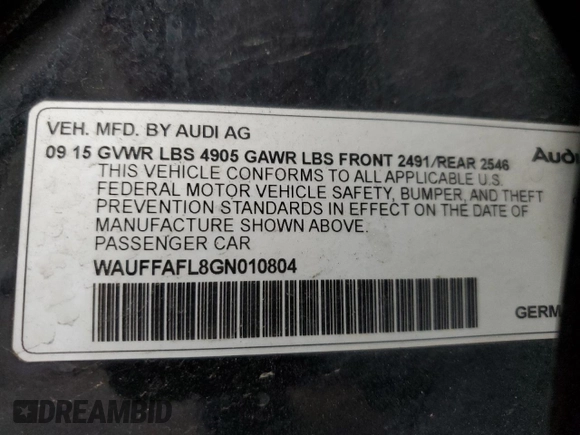 VEH. MFD. BY AUDI AG
09 15 GVWR LBS 4905 GAWR LBS FRONT 2491/REAR 2546
THIS VEHICLE CONFORMS TO ALL APPLICABLE U.S.
FEDERAL MOTOR VEHICLE SAFETY, BUMPER, AND THEFT
PREVENTION STANDARDS IN EFFECT ON THE DATE OF
MANUFACTURE SHOWN ABOVE.
PASSENGER CAR
WAUFFAFL8GN010804
Audi
GERM
DREAMBID